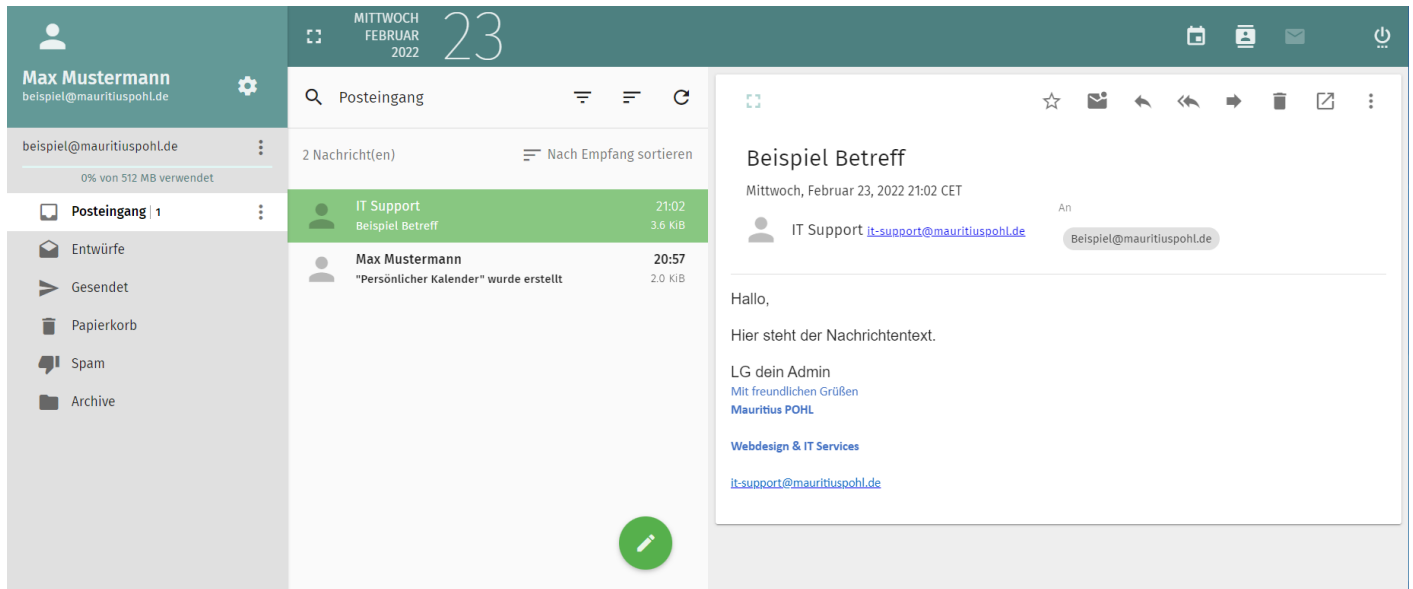 MITTWOCH
FEBRUAR
2022
23
Max Mustermann
beispiel@mauritiuspohl.de
beispiel@mauritiuspohl.de
0% von 512 MB verwendet
Posteingang | 1
Entwürfe
Gesendet
Papierkorb
Spam
Archive
Posteingang
2 Nachricht(en)
Nach Empfang sortieren
IT Support 21:02
Beispiel Betreff 3.6 KiB
Max Mustermann 20:57
"Persönlicher Kalender" wurde erstellt 2.0 KiB
Beispiel Betreff
Mittwoch, Februar 23, 2022 21:02 CET
An
IT Support it-support@mauritiuspohl.de
Beispiel@mauritiuspohl.de
Hallo,
Hier steht der Nachrichtentext.
LG dein Admin
Mit freundlichen Grüßen
Mauritius POHL
Webdesign & IT Services
it-support@mauritiuspohl.de